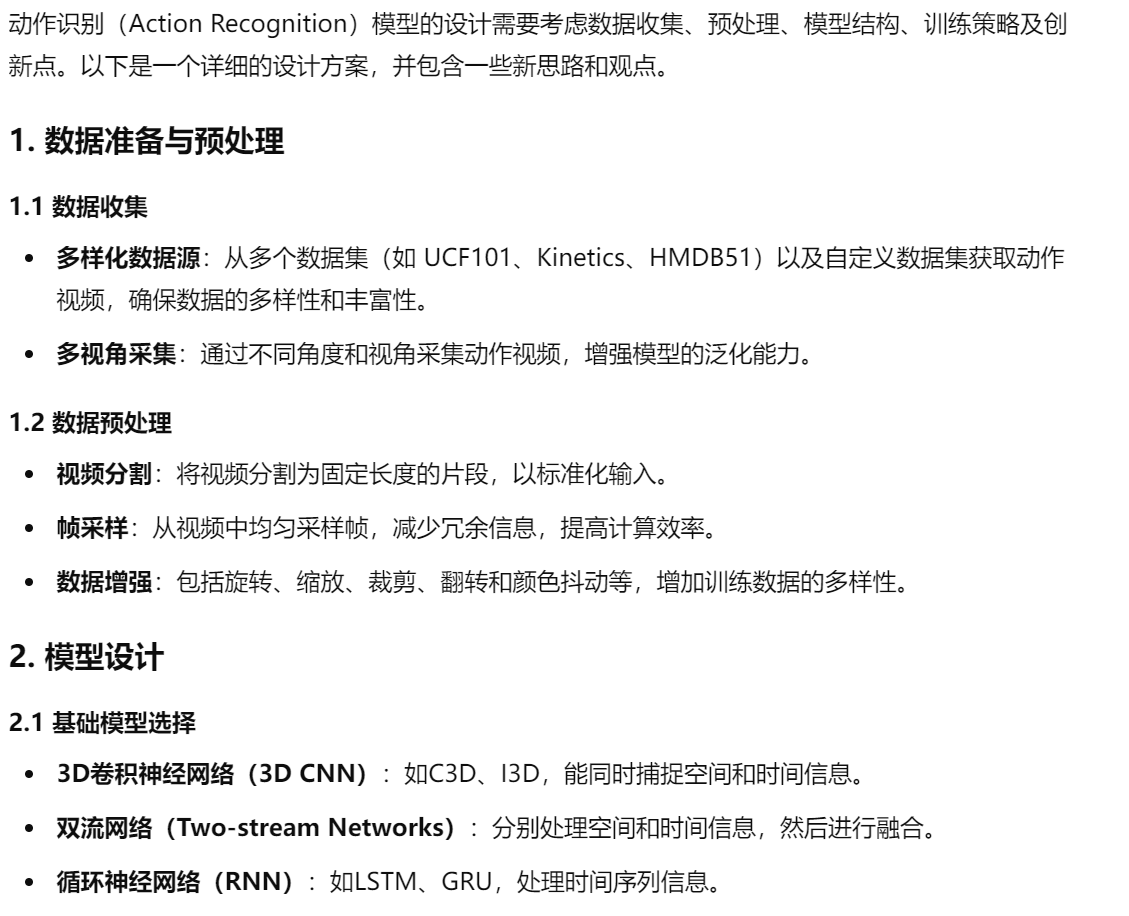 动作识别（Action Recognition）模型的设计需要考虑数据收集、预处理、模型结构、训练策略及创
新点。以下是一个详细的设计方案，并包含一些新思路和观点。
1. 数据准备与预处理
1.1 数据收集
• 多样化数据源：从多个数据集（如 UCF101、Kinetics、HMDB51）以及自定义数据集获取动作
视频，确保数据的多样性和丰富性。
• 多视角采集：通过不同角度和视角采集动作视频，增强模型的泛化能力。
1.2 数据预处理
• 视频分割：将视频分割为固定长度的片段，以标准化输入。
• 帧采样：从视频中均匀采样帧，减少冗余信息，提高计算效率。
• 数据增强：包括旋转、缩放、裁剪、翻转和颜色抖动等，增加训练数据的多样性。
2. 模型设计
2.1 基础模型选择
• 3D卷积神经网络（3D CNN）：如C3D、I3D，能同时捕捉空间和时间信息。
• 双流网络（Two-stream Networks）：分别处理空间和时间信息，然后进行融合。
• 循环神经网络（RNN）：如LSTM、GRU，处理时间序列信息。